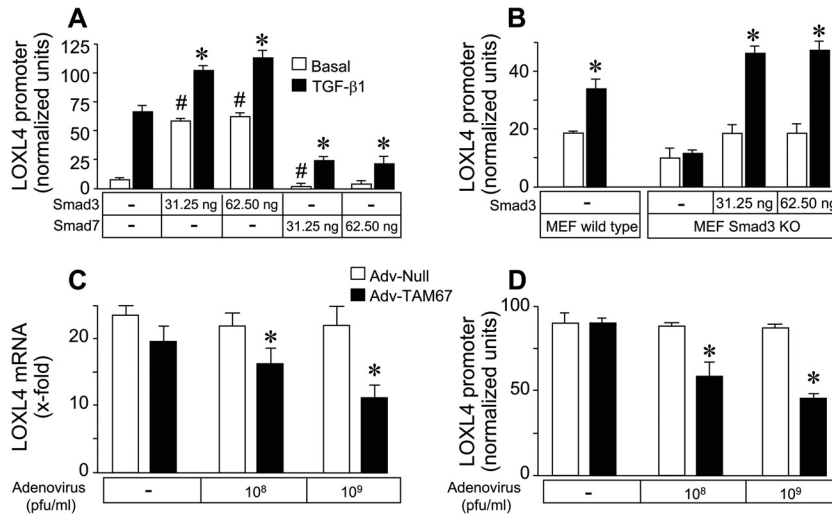 A
LOXL4 promoter
(normalized units)
125
100
75
50
25
0
# * # * # * *
Basal
TGF-β1
Smad3 - 31.25 ng 62.50 ng - -
Smad7 - - - 31.25 ng 62.50 ng
B
LOXL4 promoter
(normalized units)
40
20
0
* * *
Smad3 - - 31.25 ng 62.50 ng
MEF wild type MEF Smad3 KO
C
LOXL4 mRNA
(x-fold)
20
10
0
Adv-Null
Adv-TAM67
* *
Adenovirus
(pfu/ml)
- 10⁸ 10⁹
D
LOXL4 promoter
(normalized units)
100
50
0
* *
Adenovirus
(pfu/ml)
- 10⁸ 10⁹